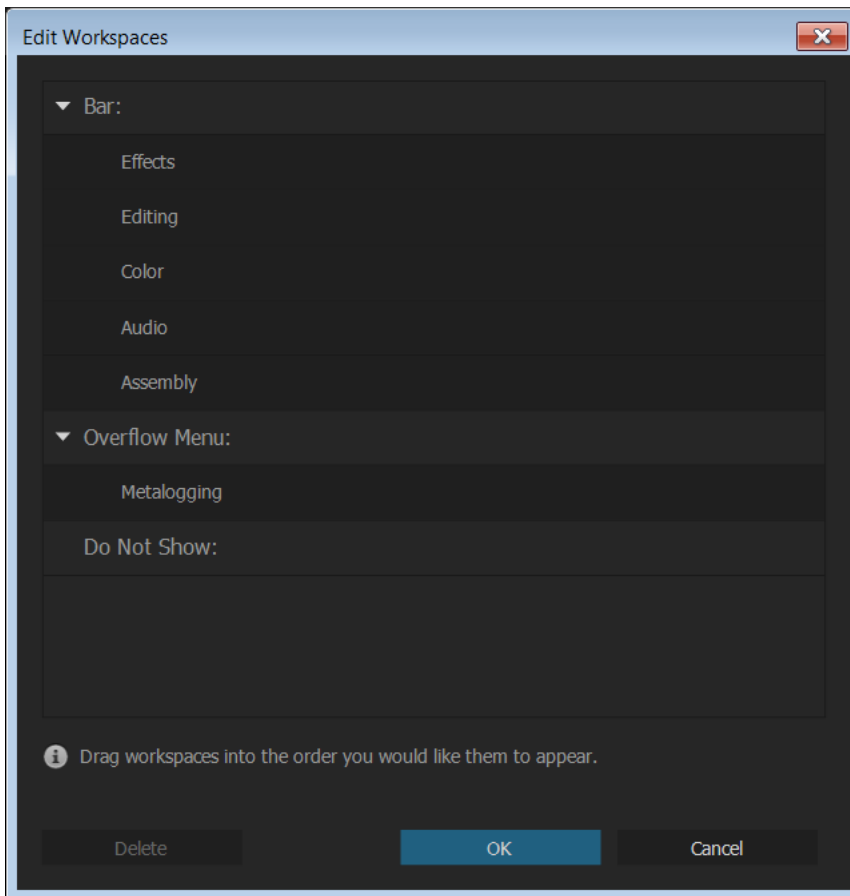 Edit Workspaces
Bar:
Effects
Editing
Color
Audio
Assembly
Overflow Menu:
Metalogging
Do Not Show:
Drag workspaces into the order you would like them to appear.
Delete
OK
Cancel